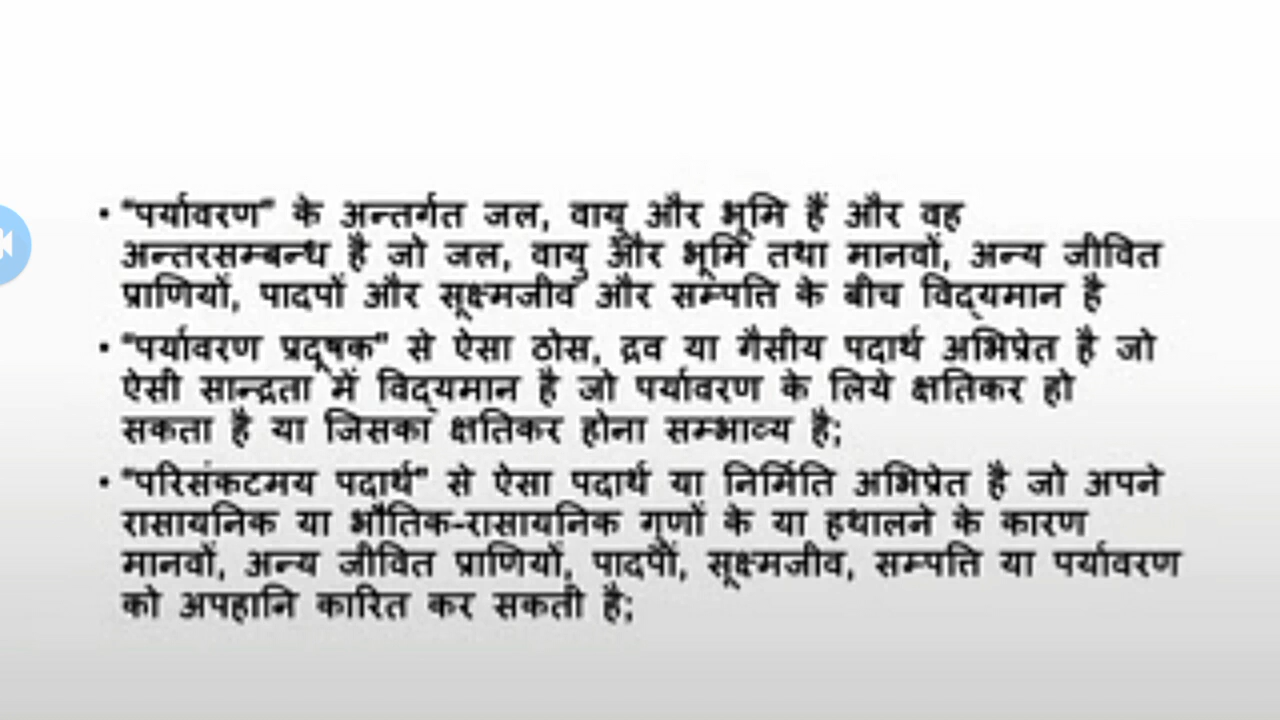 • "पर्यावरण" के अन्तर्गत जल, वायु और भूमि हैं और वह
अन्तरसम्बन्ध है जो जल, वायु और भूमि तथा मानवों, अन्य जीवित
प्राणियों, पादपों और सूक्ष्मजीव और सम्पत्ति के बीच विद्यमान है
• "पर्यावरण प्रदूषक" से ऐसा ठोस, द्रव या गैसीय पदार्थ अभिप्रेत है जो
ऐसी सान्द्रता में विद्यमान है जो पर्यावरण के लिये क्षतिकर हो
सकता है या जिसका क्षतिकर होना सम्भाव्य है;
• "परिसंकटमय पदार्थ" से ऐसा पदार्थ या निर्मिति अभिप्रेत है जो अपने
रासायनिक या भौतिक-रासायनिक गुणों के या हथालने के कारण
मानवों, अन्य जीवित प्राणियों, पादपों, सूक्ष्मजीव, सम्पत्ति या पर्यावरण
को अपहानि कारित कर सकती है;